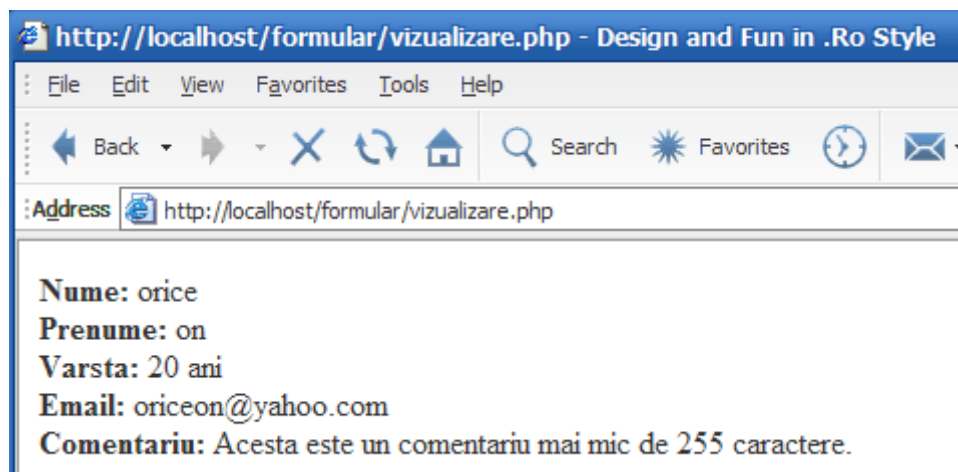 http://localhost/formular/vizualizare.php - Design and Fun in .Ro Style
File Edit View Favorites Tools Help
Back Search Favorites
Address http://localhost/formular/vizualizare.php
Nume: orice
Prenume: on
Varsta: 20 ani
Email: oriceon@yahoo.com
Comentariu: Acesta este un comentariu mai mic de 255 caractere.